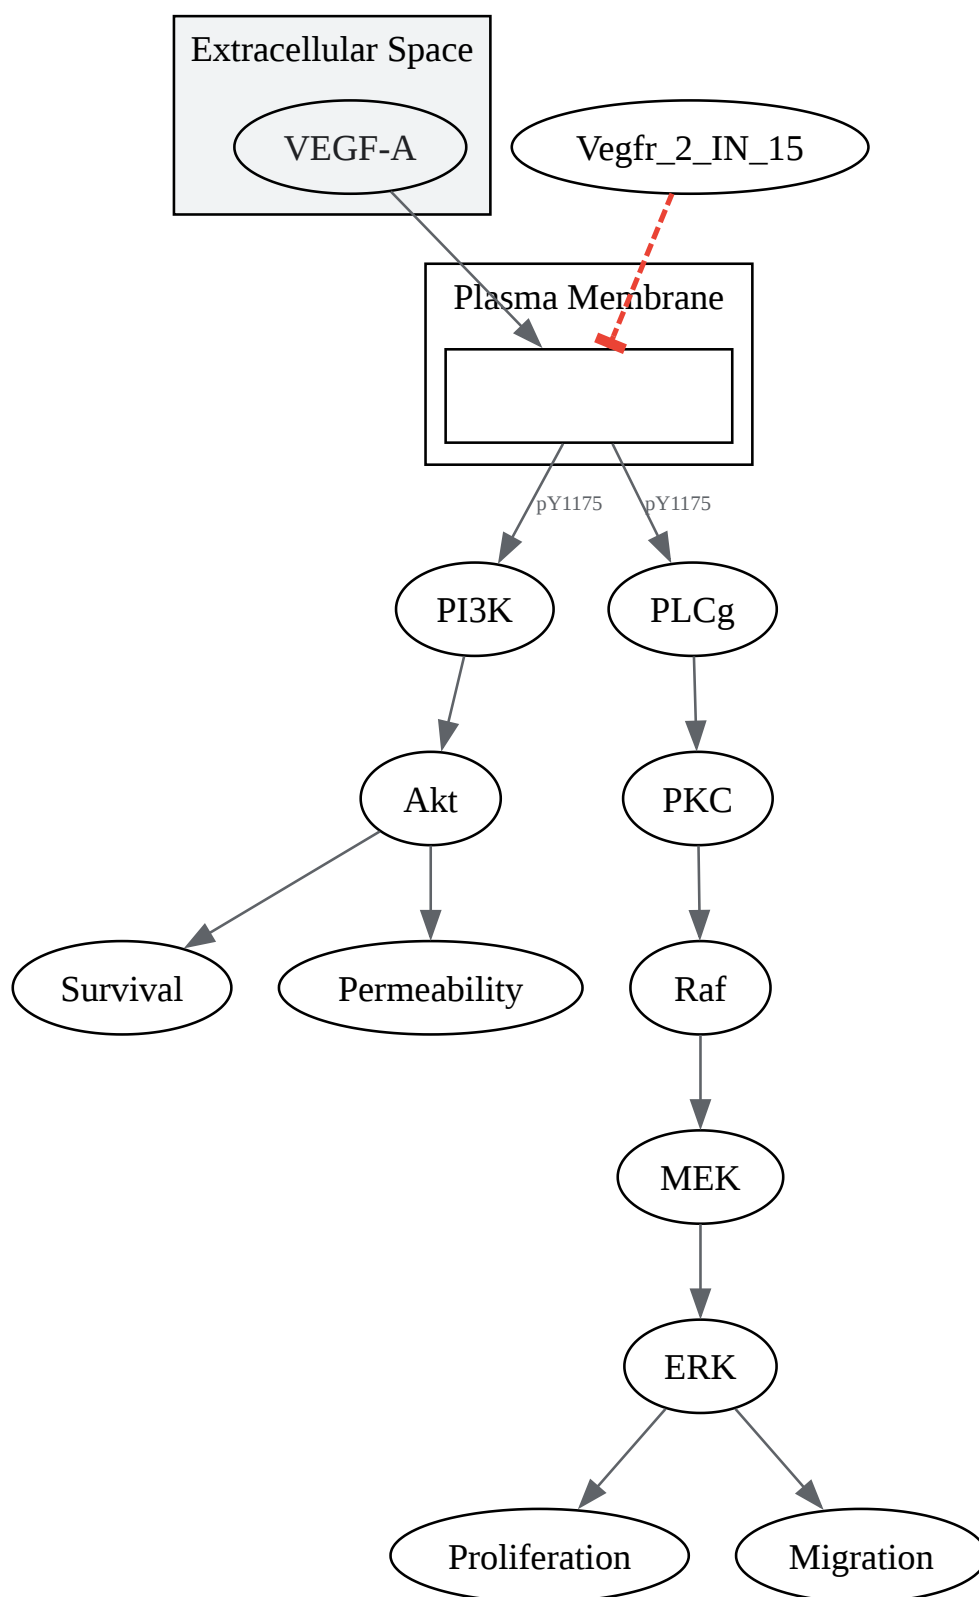 Extracellular Space
VEGF-A
Vegfr_2_IN_15
Plasma Membrane
pY1175
pY1175
PI3K
PLCg
Akt
PKC
Survival
Permeability
Raf
MEK
ERK
Proliferation
Migration